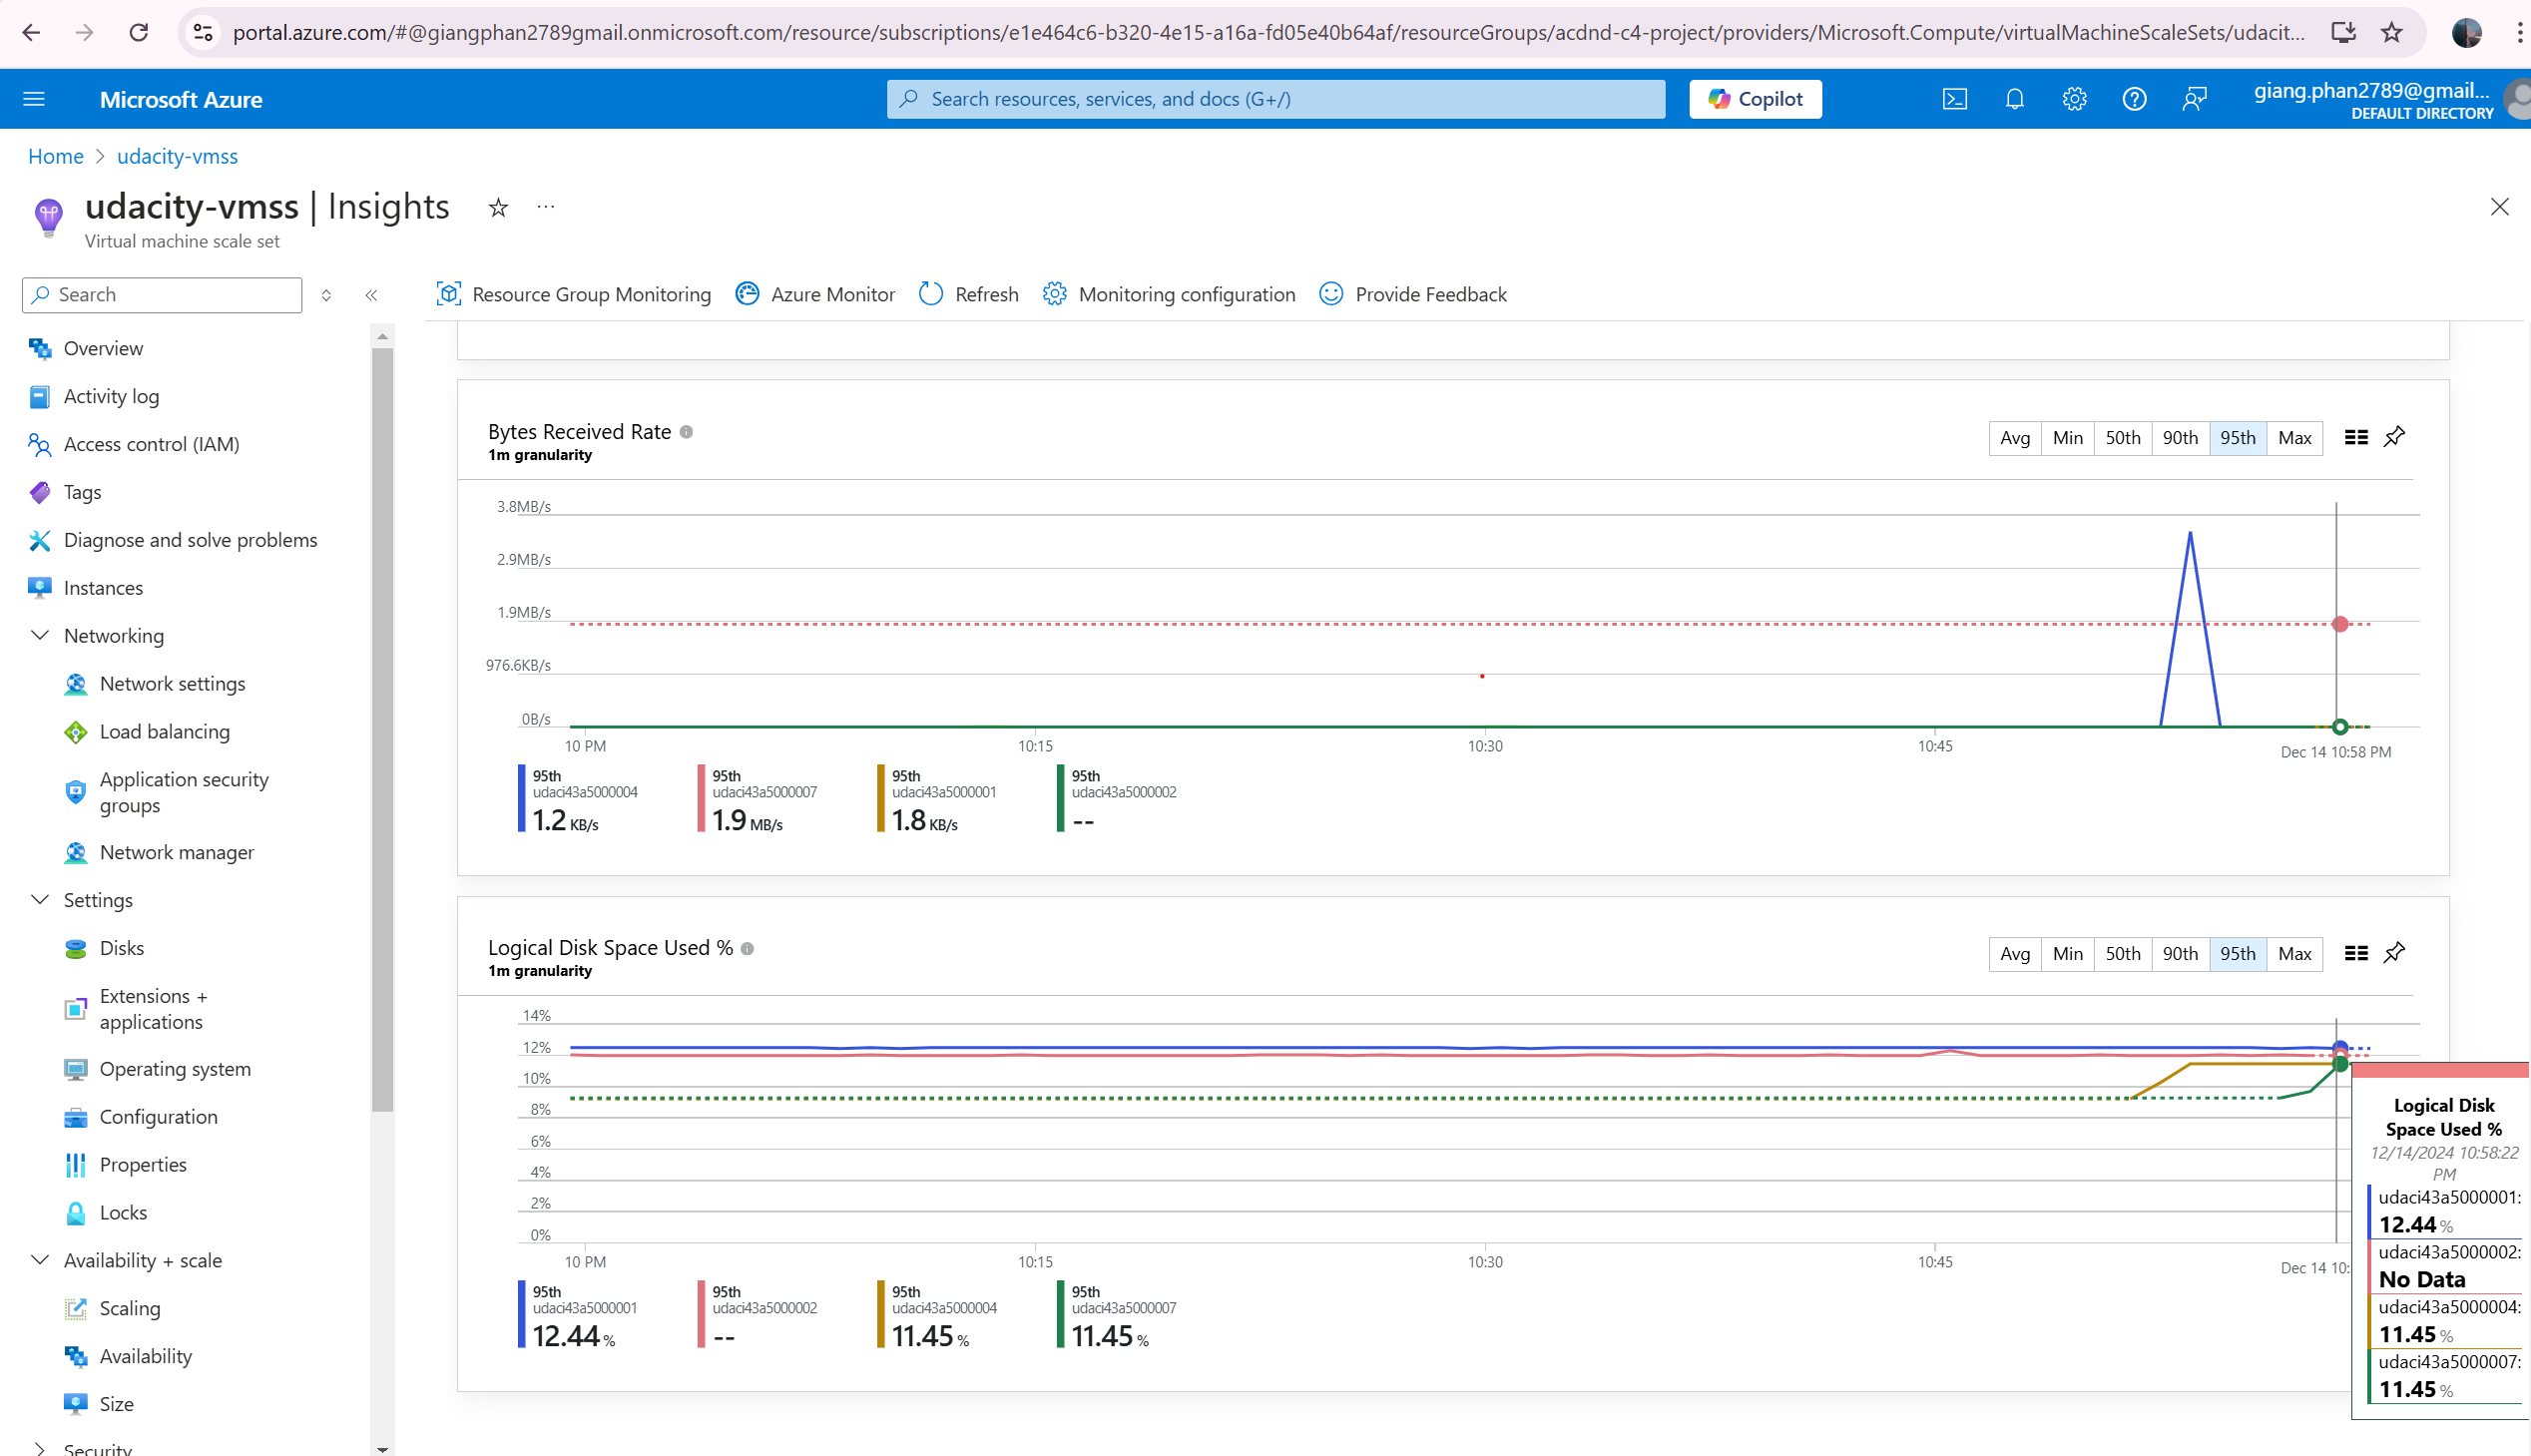 portal.azure.com/#@giangphan2789gmail.onmicrosoft.com/resource/subscriptions/e1e464c6-b320-4e15-a16a-fd05e40b64af/resourceGroups/acdnd-c4-project/providers/Microsoft.Compute/virtualMachineScaleSets/udacit...
Microsoft Azure
Search resources, services, and docs (G+/)
Copilot
giang.phan2789@gmail...
DEFAULT DIRECTORY
Home > udacity-vmss
udacity-vmss | Insights
Virtual machine scale set
Search
Overview
Activity log
Access control (IAM)
Tags
Diagnose and solve problems
Instances
Networking
Network settings
Load balancing
Application security
groups
Network manager
Settings
Disks
Extensions +
applications
Operating system
Configuration
Properties
Locks
Availability + scale
Scaling
Availability
Size
Security
Resource Group Monitoring
Azure Monitor
Refresh
Monitoring configuration
Provide Feedback
Bytes Received Rate
1m granularity
Avg Min 50th 90th 95th Max
3.8MB/s
2.9MB/s
1.9MB/s
976.6KB/s
0B/s
10 PM 10:15 10:30 10:45 Dec 14 10:58 PM
95th
udaci43a5000004
1.2 KB/s
95th
udaci43a5000007
1.9 MB/s
95th
udaci43a5000001
1.8 KB/s
95th
udaci43a5000002
--
Logical Disk Space Used %
1m granularity
Avg Min 50th 90th 95th Max
14%
12%
10%
8%
6%
4%
2%
0%
10 PM 10:15 10:30 10:45 Dec 14 10:
95th
udaci43a5000001
12.44 %
95th
udaci43a5000002
--
95th
udaci43a5000004
11.45 %
95th
udaci43a5000007
11.45 %
Logical Disk
Space Used %
12/14/2024 10:58:22
PM
udaci43a5000001:
12.44 %
udaci43a5000002:
No Data
udaci43a5000004:
11.45 %
udaci43a5000007:
11.45 %